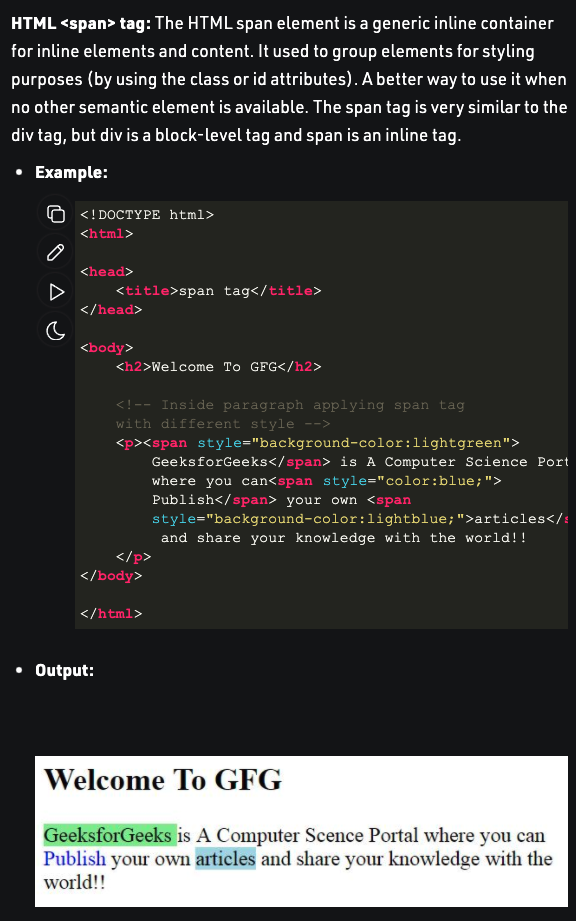 HTML <span> tag: The HTML span element is a generic inline container
for inline elements and content. It used to group elements for styling
purposes (by using the class or id attributes). A better way to use it when
no other semantic element is available. The span tag is very similar to the
div tag, but div is a block-level tag and span is an inline tag.
• Example:
<!DOCTYPE html>
<html>
<head>
    <title>span tag</title>
</head>
<body>
    <h2>Welcome To GFG</h2>
    <!-- Inside paragraph applying span tag
    with different style -->
    <p><span style="background-color:lightgreen">
        GeeksforGeeks</span> is A Computer Science Port
        where you can<span style="color:blue;">
        Publish</span> your own <span
        style="background-color:lightblue;">articles</s
         and share your knowledge with the world!!
    </p>
</body>
</html>
• Output:
Welcome To GFG
GeeksforGeeks is A Computer Scence Portal where you can
Publish your own articles and share your knowledge with the
world!!